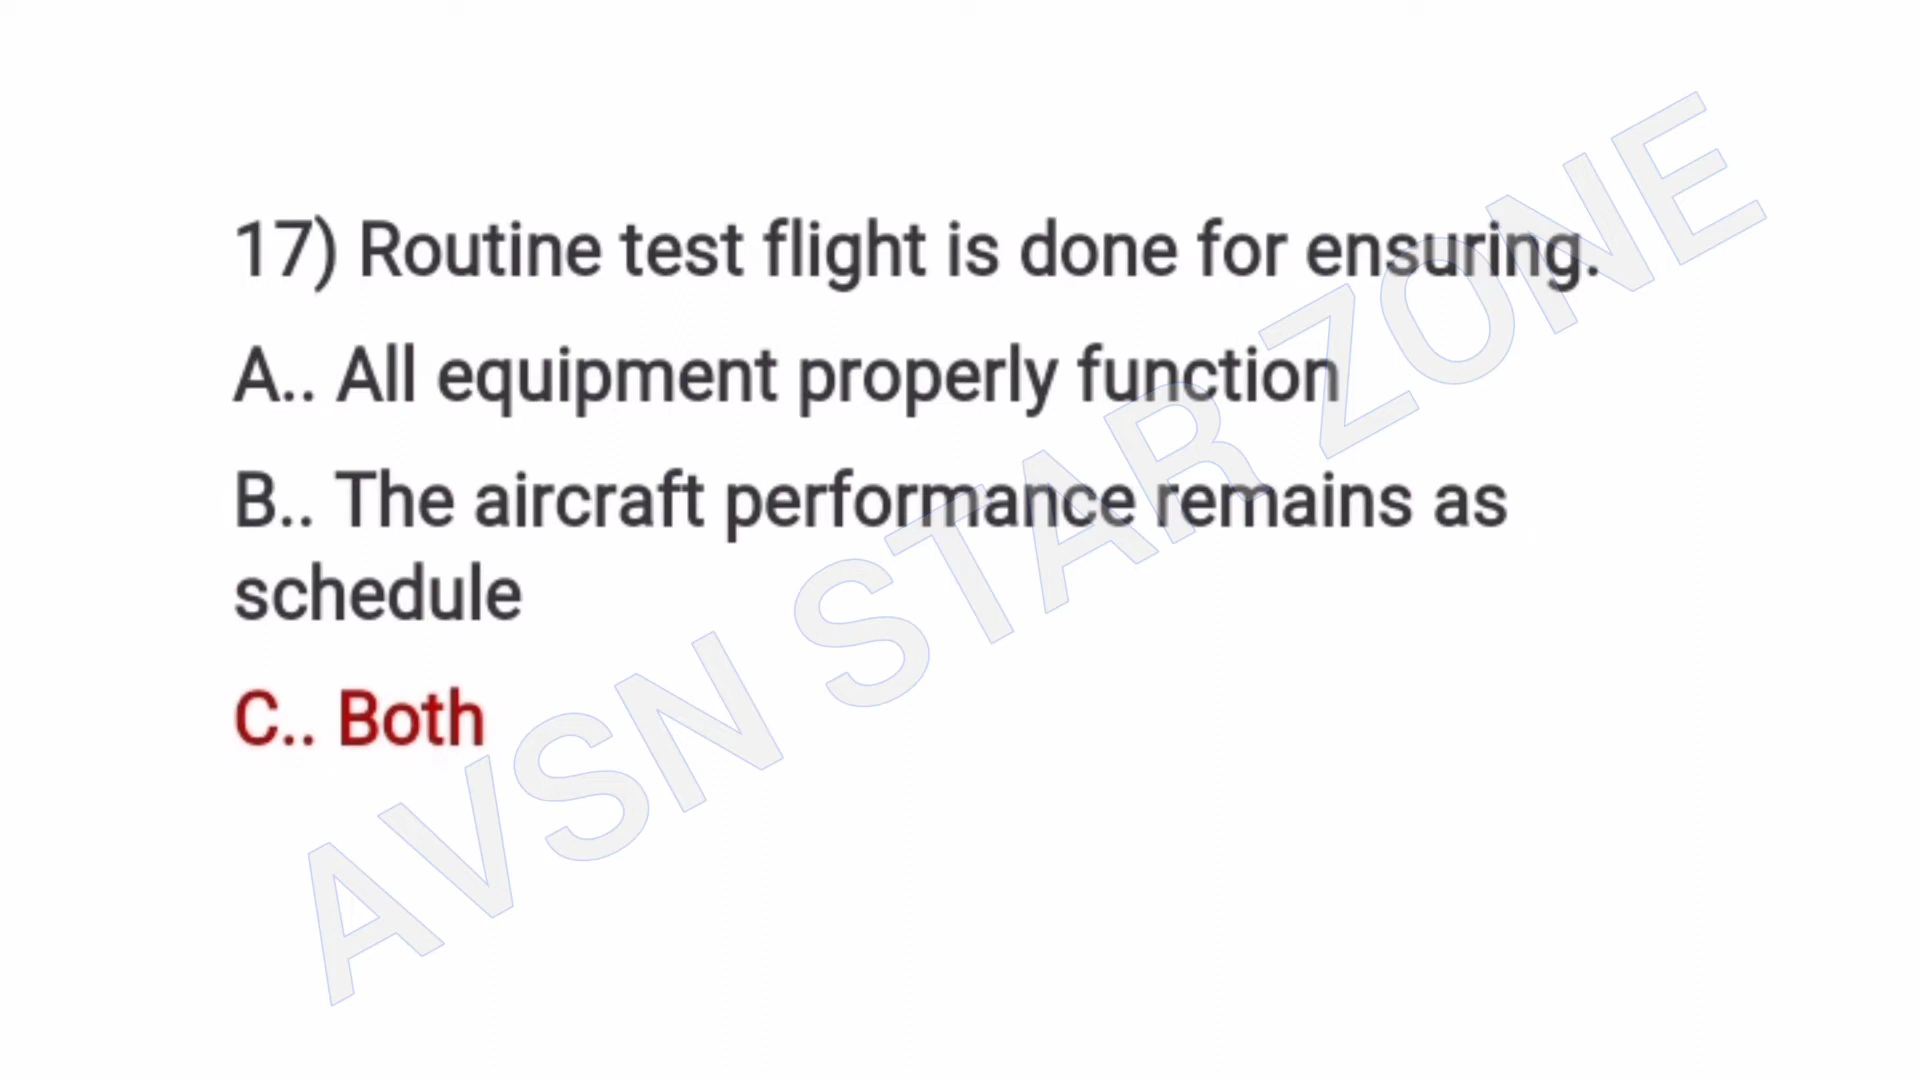 17) Routine test flight is done for ensuring.
A.. All equipment properly function
B.. The aircraft performance remains as
schedule
C.. Both
AVSN STAR ZONE